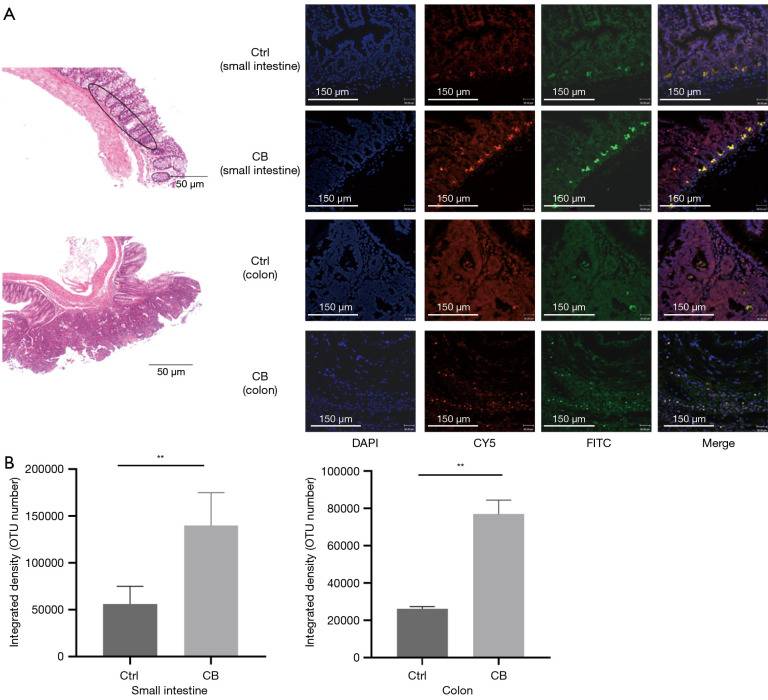 A
Ctrl
(small intestine)
150 µm
150 µm
150 µm
150 µm
CB
(small intestine)
50 µm
150 µm
150 µm
150 µm
150 µm
Ctrl
(colon)
150 µm
150 µm
150 µm
150 µm
CB
(colon)
50 µm
150 µm
150 µm
150 µm
150 µm
DAPI CY5 FITC Merge
B
Integrated density (OTU number)
200000
150000
100000
50000
0
**
Ctrl CB
Small intestine
Integrated density (OTU number)
100000
80000
60000
40000
20000
0
**
Ctrl CB
Colon